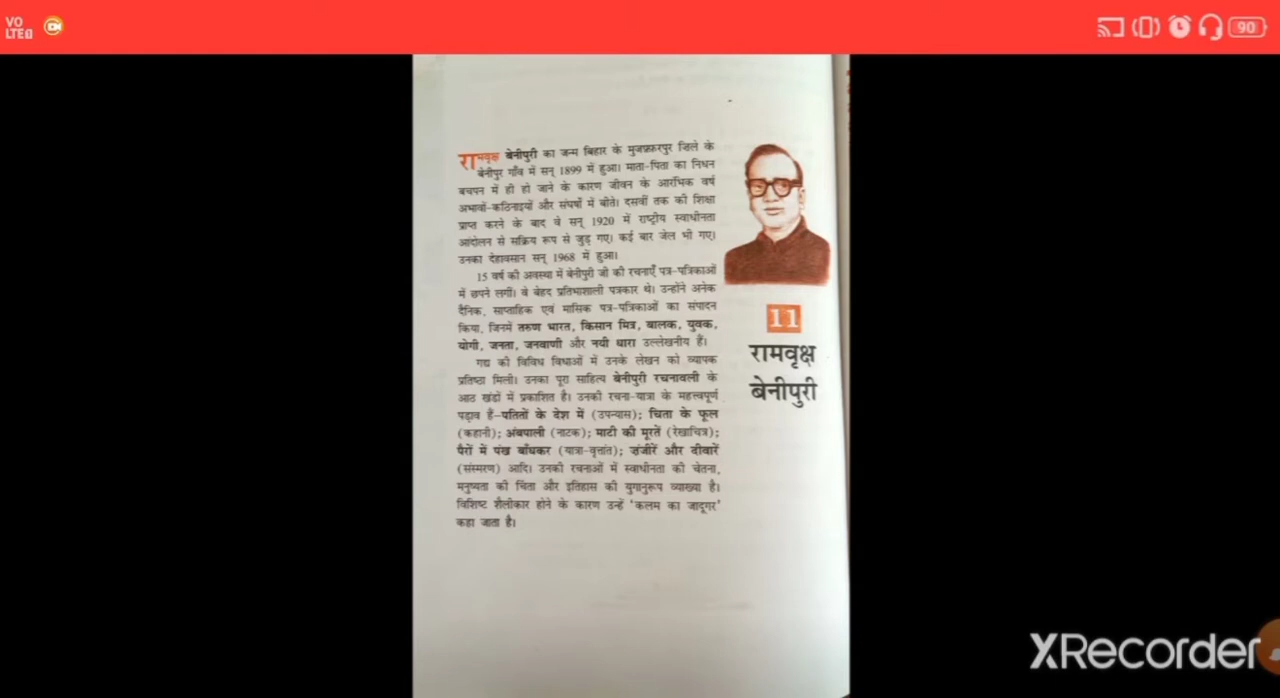 VO
LTE
90
रामवृक्ष बेनीपुरी का जन्म बिहार के मुजफ़्फ़रपुर ज़िले के
बेनीपुर गाँव में सन् 1899 में हुआ। माता-पिता का निधन
बचपन में ही हो जाने के कारण जीवन के आरंभिक वर्ष
अभावों-कठिनाइयों और संघर्षों में बीते। दसवीं तक की शिक्षा
प्राप्त करने के बाद वे सन् 1920 में राष्ट्रीय स्वाधीनता
आंदोलन से सक्रिय रूप से जुड़ गए। कई बार जेल भी गए।
उनका देहावसान सन् 1968 में हुआ।
15 वर्ष की अवस्था में बेनीपुरी जी की रचनाएँ पत्र-पत्रिकाओं
में छपने लगीं। वे बेहद प्रतिभाशाली पत्रकार थे। उन्होंने अनेक
दैनिक, साप्ताहिक एवं मासिक पत्र-पत्रिकाओं का संपादन
किया, जिनमें तरुण भारत, किसान मित्र, बालक, युवक,
योगी, जनता, जनवाणी और नयी धारा उल्लेखनीय हैं।
गद्य की विविध विधाओं में उनके लेखन को व्यापक
प्रतिष्ठा मिली। उनका पूरा साहित्य बेनीपुरी रचनावली के
आठ खंडों में प्रकाशित है। उनकी रचना-यात्रा के महत्त्वपूर्ण
पड़ाव हैं-पतितों के देश में (उपन्यास); चिता के फूल
(कहानी); अंबपाली (नाटक); माटी की मूरतें (रेखाचित्र);
पैरों में पंख बाँधकर (यात्रा-वृत्तांत); ज़ंजीरें और दीवारें
(संस्मरण) आदि। उनकी रचनाओं में स्वाधीनता की चेतना,
मनुष्यता की चिंता और इतिहास की युगानुरूप व्याख्या है।
विशिष्ट शैलीकार होने के कारण उन्हें 'कलम का जादूगर'
कहा जाता है।
11
रामवृक्ष
बेनीपुरी
XRecorder